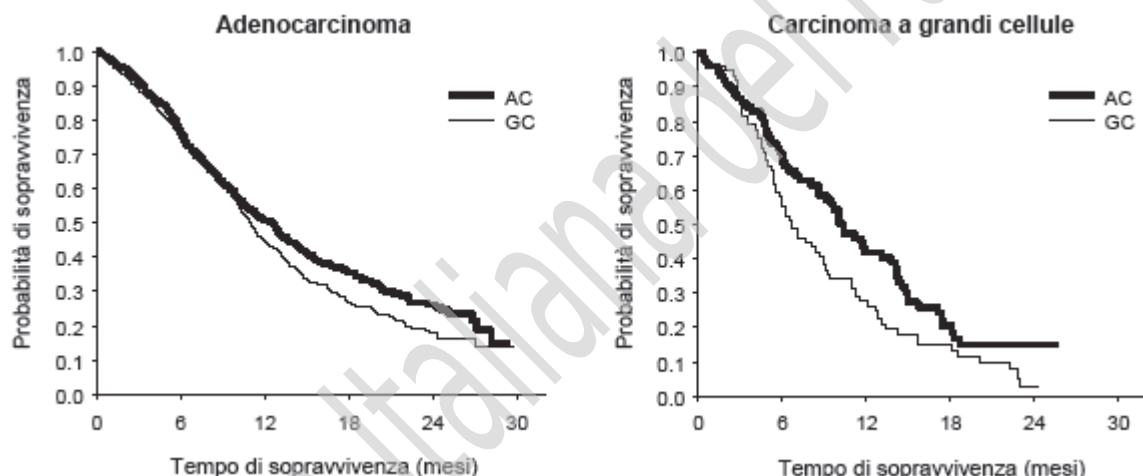 Adenocarcinoma
Probabilità di sopravvivenza
1.0
0.9
0.8
0.7
0.6
0.5
0.4
0.3
0.2
0.1
0.0
AC
GC
0 6 12 18 24 30
Tempo di sopravvivenza (mesi)
Carcinoma a grandi cellule
Probabilità di sopravvivenza
1.0
0.9
0.8
0.7
0.6
0.5
0.4
0.3
0.2
0.1
0.0
AC
GC
0 6 12 18 24 30
Tempo di sopravvivenza (mesi)
Italiana del